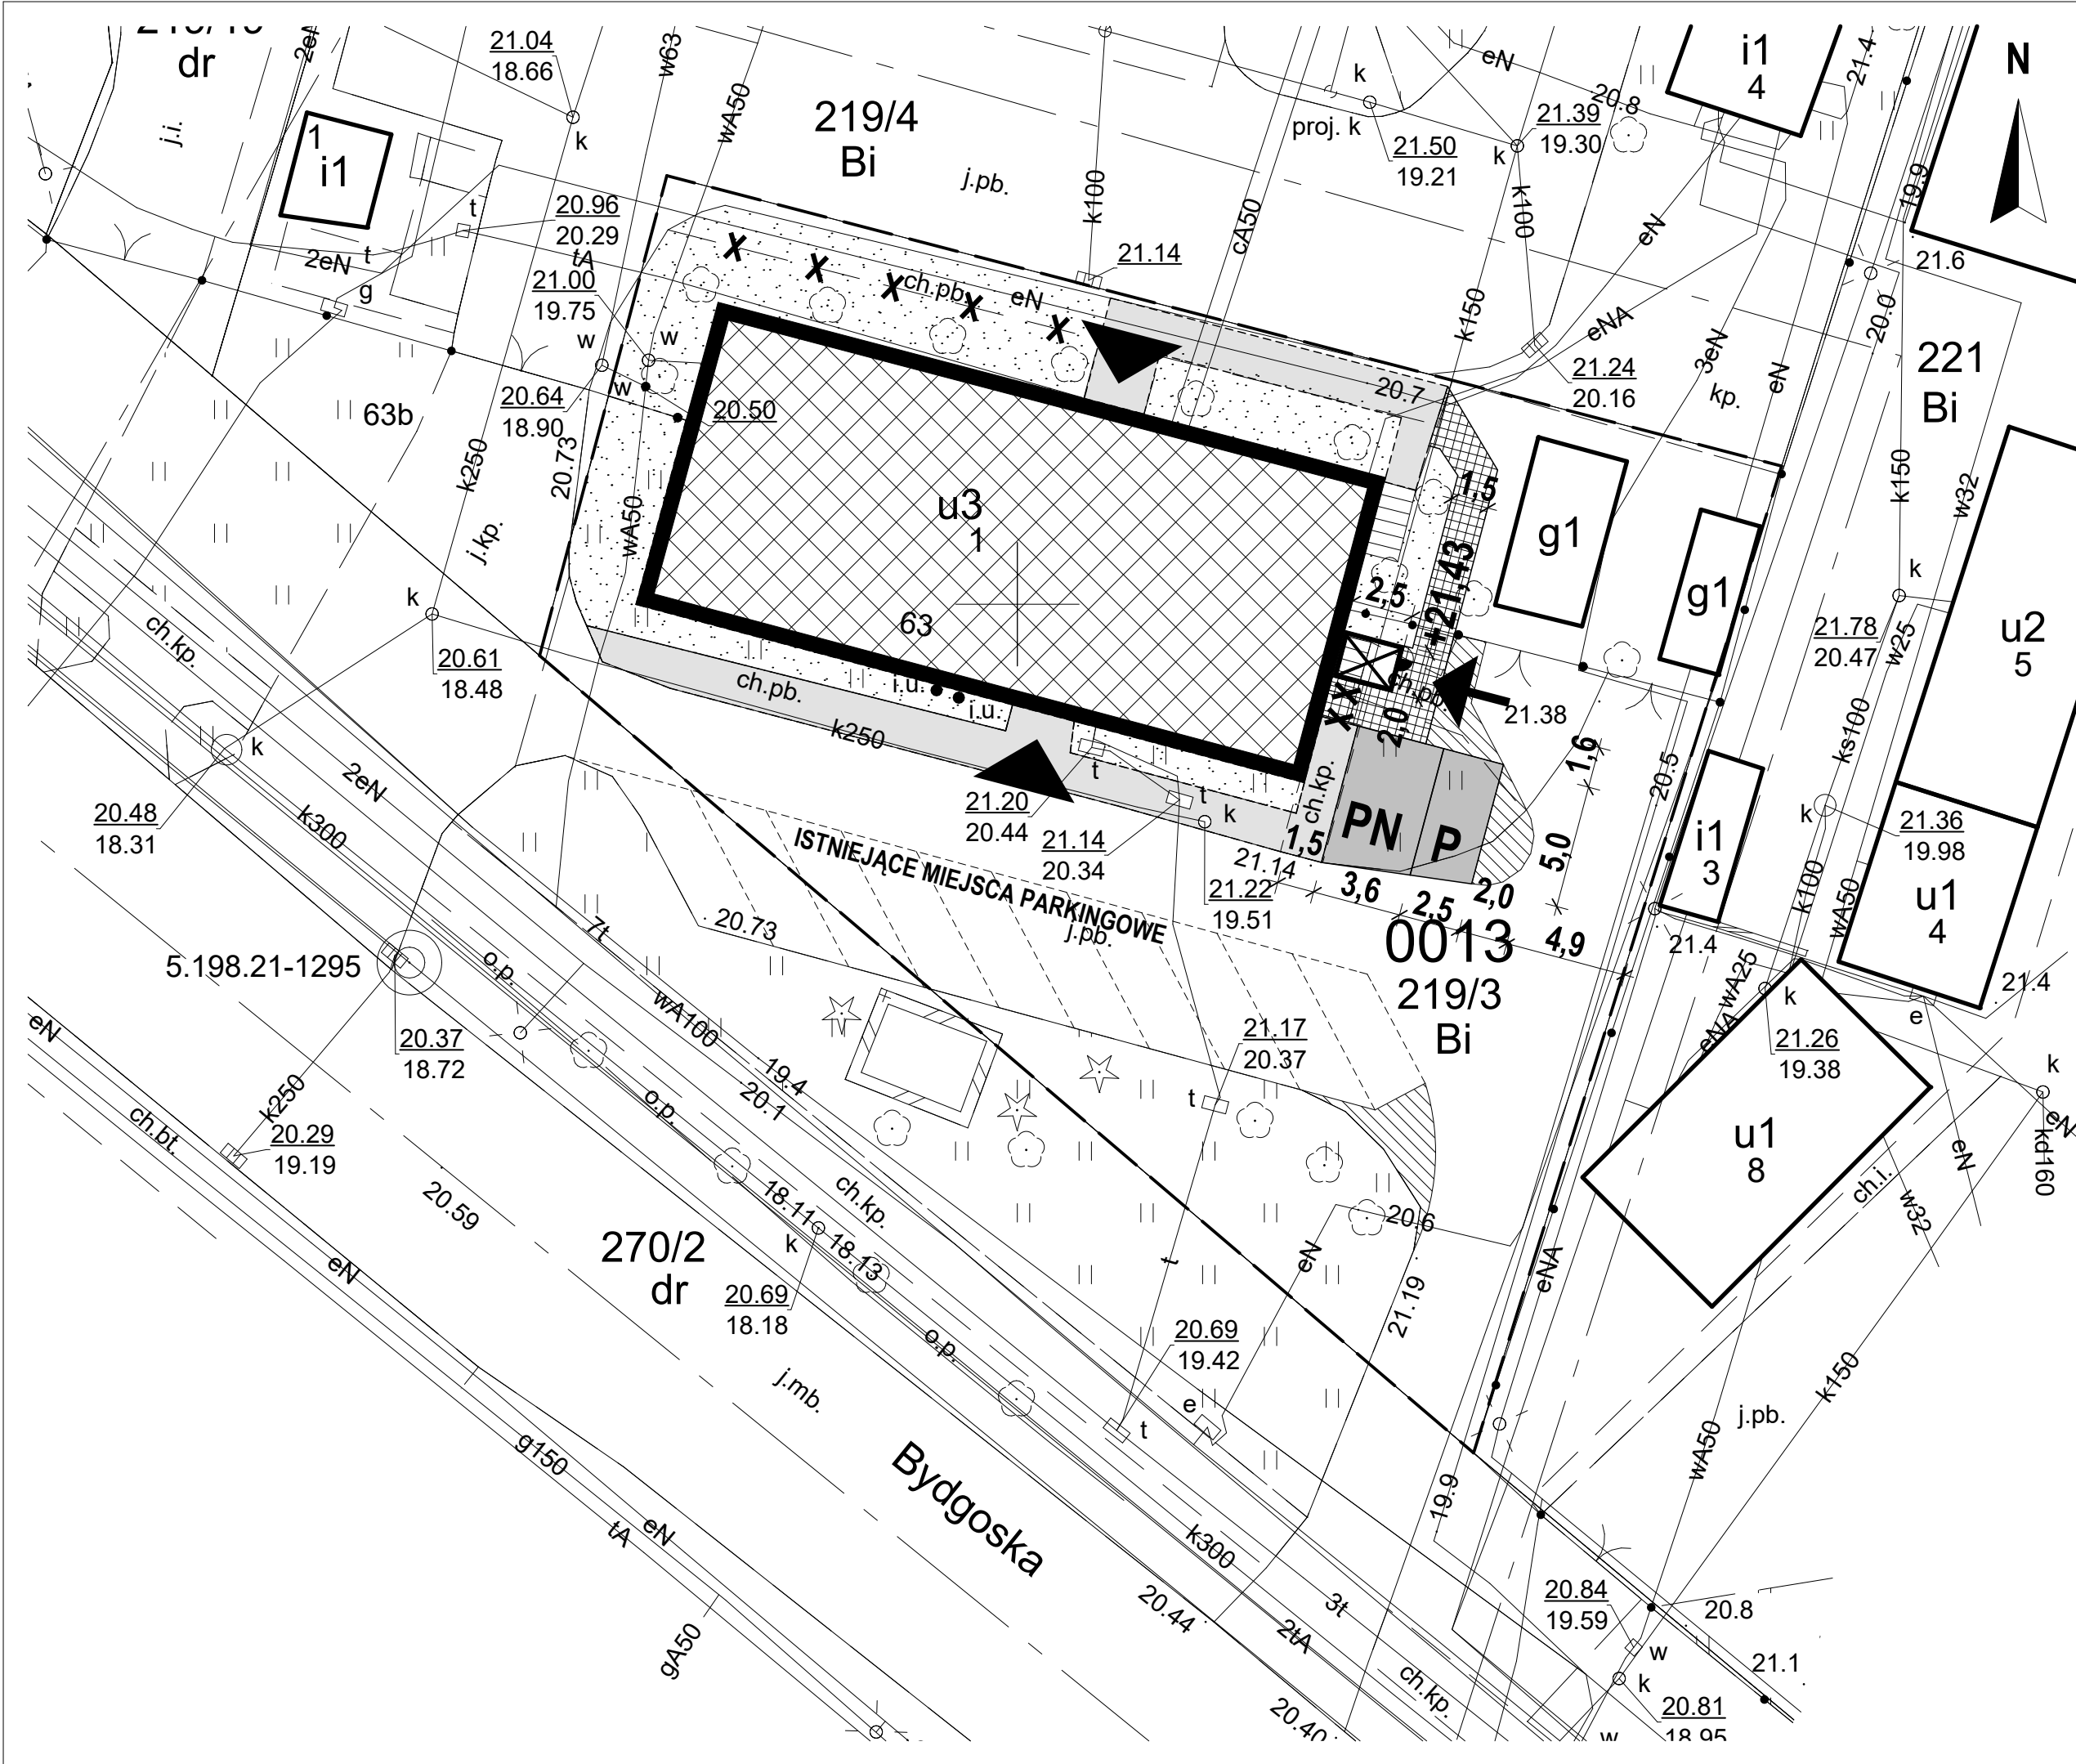 dr
21.04
18.66
w63
wA50
219/4
Bi
j.pb.
k
proj. k
21.50
19.21
eN
20.8
21.39
19.30
k
i1
4
21.4
N
j.i.
1
i1
k
t
20.96
20.29
tA
21.00
19.75
t
2eN
g
k100
21.14
cA50
k100
eN
19.9
21.6
20.0
ch.pb.
eN
k150
eNA
3eN
eN
221
Bi
21.24
20.16
kp.
20.7
w
w
w
20.64
18.90
20.50
63b
k250
20.73
wA50
j.kp.
u3
1
63
1.5
+21,43
2,5
g1
g1
k150
w32
k
21.78
20.47
w25
u2
5
k
20.61
18.48
ch.kp.
ch.pb.
i.u.
i.u.
k250
ch.pb.
2,0
21.38
1,6
20.5
ks100
k
20.48
18.31
2eN
k300
t
21.20
20.44
t
k
21.14
20.34
ch.kp.
PN
P
1,5
21.14
3,6
2,5
2,0
5,0
4,9
i1
3
k
21.36
19.98
k100
wA50
u1
4
ISTNIEJĄCE MIEJSCA PARKINGOWE
j.pb.
21.22
19.51
20.73
0013
219/3
Bi
21.4
21.4
5.198.21-1295
7t
o.p.
wA100
wA25
eNA
k
e
eN
20.37
18.72
21.17
20.37
t
21.26
19.38
k
eN
kd160
k250
ch.bt.
20.29
19.19
19.4
20.1
o.p.
u1
8
ch.i.
w32
eN
20.59
270/2
dr
18.11
k
18.13
ch.kp.
20.69
18.18
t
eN
20.6
21.19
eNA
eN
o.p.
20.69
19.42
e
t
j.mb.
j.pb.
k150
wA50
g150
tA
eN
Bydgoska
19.9
k300
3t
2tA
20.44
ch.kp.
20.84
19.59
w
k
20.8
21.1
20.81
18.95
gA50
20.40
w